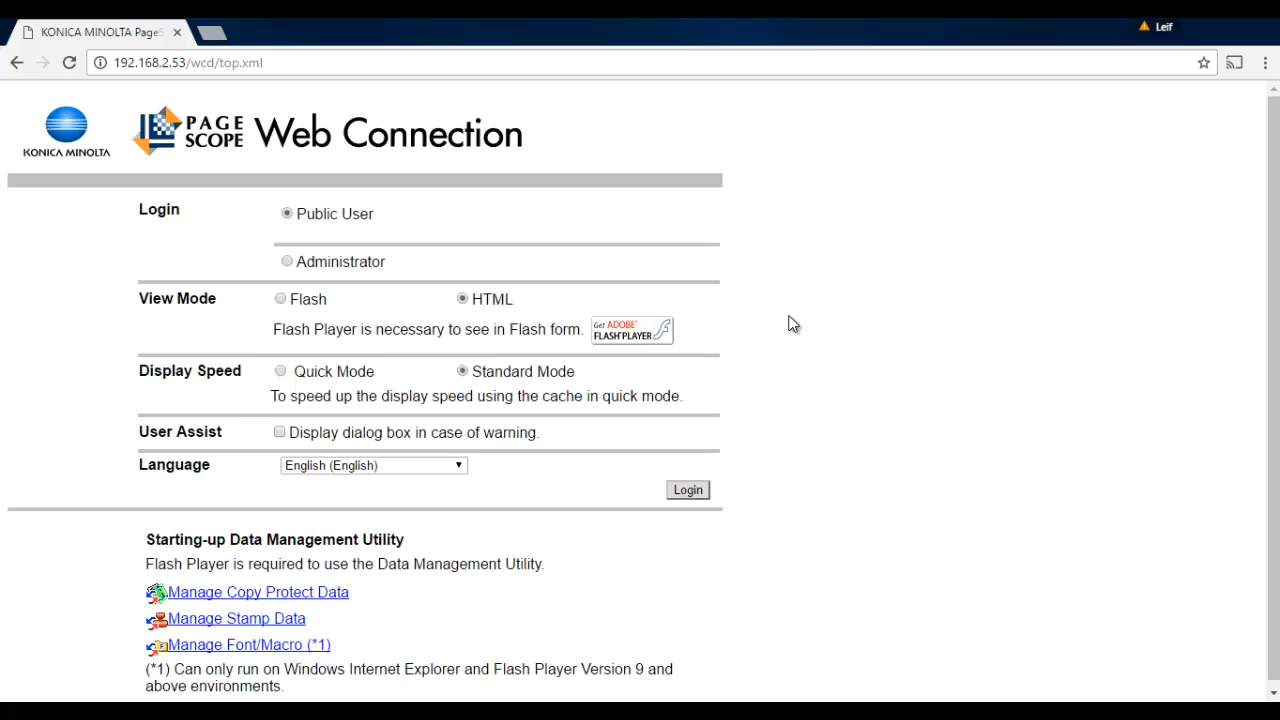 KONICA MINOLTA PageS
Leif
192.168.2.53/wcd/top.xml
KONICA MINOLTA
PAGE
SCOPE
Web Connection
Login
Public User
Administrator
View Mode
Flash
HTML
Flash Player is necessary to see in Flash form.
Get ADOBE
FLASH PLAYER
Display Speed
Quick Mode
Standard Mode
To speed up the display speed using the cache in quick mode.
User Assist
Display dialog box in case of warning.
Language
English (English)
Login
Starting-up Data Management Utility
Flash Player is required to use the Data Management Utility.
Manage Copy Protect Data
Manage Stamp Data
Manage Font/Macro (*1)
(*1) Can only run on Windows Internet Explorer and Flash Player Version 9 and
above environments.